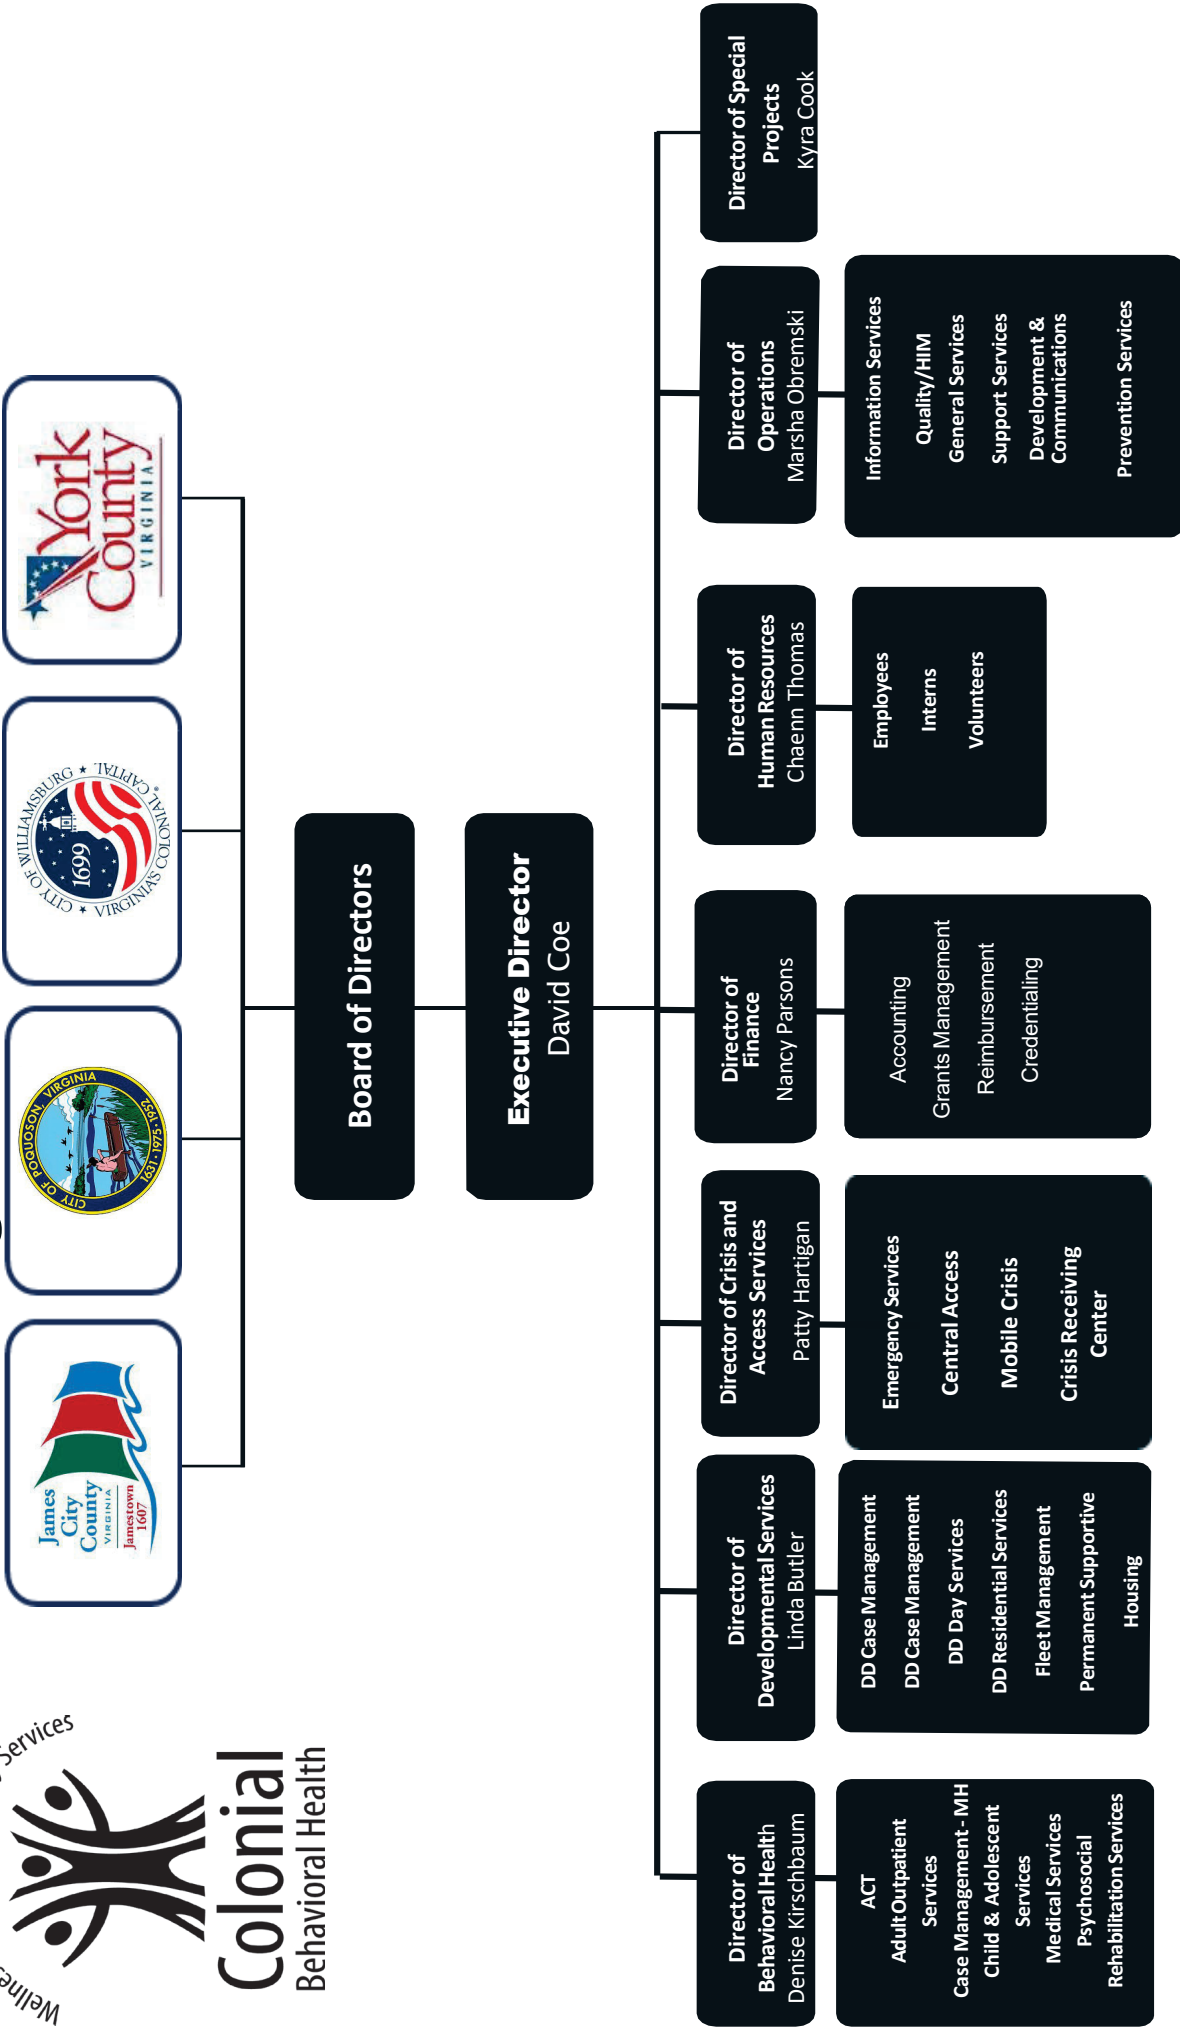 Wellnes
Services
Colonial
Behavioral Health
James
City
County
VIRGINIA
Jamestown
1607
CITY OF POQUOSON, VIRGINIA
1631 · 1975 · 1952
CITY OF WILLIAMSBURG ★ VIRGINIA'S COLONIAL CAPITAL® ★
1699
York
County
VIRGINIA
Board of Directors
Executive Director
David Coe
Director of
Behavioral Health
Denise Kirschbaum
ACT
Adult Outpatient
Services
Case Management - MH
Child & Adolescent
Services
Medical Services
Psychosocial
Rehabilitation Services
Director of
Developmental Services
Linda Butler
DD Case Management
DD Case Management
DD Day Services
DD Residential Services
Fleet Management
Permanent Supportive
Housing
Director of Crisis and
Access Services
Patty Hartigan
Emergency Services
Central Access
Mobile Crisis
Crisis Receiving
Center
Director of
Finance
Nancy Parsons
Accounting
Grants Management
Reimbursement
Credentialing
Director of
Human Resources
Chaenn Thomas
Employees
Interns
Volunteers
Director of
Operations
Marsha Obremski
Information Services
Quality/HIM
General Services
Support Services
Development &
Communications
Prevention Services
Director of Special
Projects
Kyra Cook